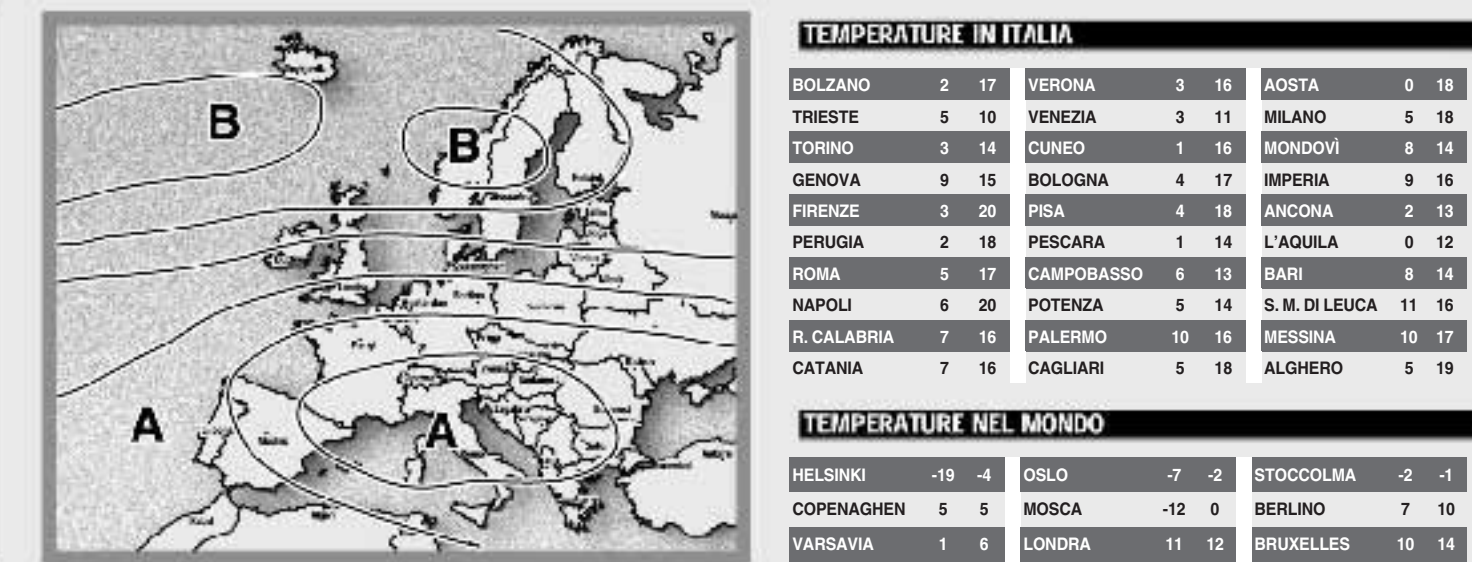 B
B
A
A
TEMPERATURE IN ITALIA
BOLZANO 2 17 VERONA 3 16 AOSTA 0 18
TRIESTE 5 10 VENEZIA 3 11 MILANO 5 18
TORINO 3 14 CUNEO 1 16 MONDOVÌ 8 14
GENOVA 9 15 BOLOGNA 4 17 IMPERIA 9 16
FIRENZE 3 20 PISA 4 18 ANCONA 2 13
PERUGIA 2 18 PESCARA 1 14 L'AQUILA 0 12
ROMA 5 17 CAMPOBASSO 6 13 BARI 8 14
NAPOLI 6 20 POTENZA 5 14 S. M. DI LEUCA 11 16
R. CALABRIA 7 16 PALERMO 10 16 MESSINA 10 17
CATANIA 7 16 CAGLIARI 5 18 ALGHERO 5 19
TEMPERATURE NEL MONDO
HELSINKI -19 -4 OSLO -7 -2 STOCCOLMA -2 -1
COPENAGHEN 5 5 MOSCA -12 0 BERLINO 7 10
VARSAVIA 1 6 LONDRA 11 12 BRUXELLES 10 14